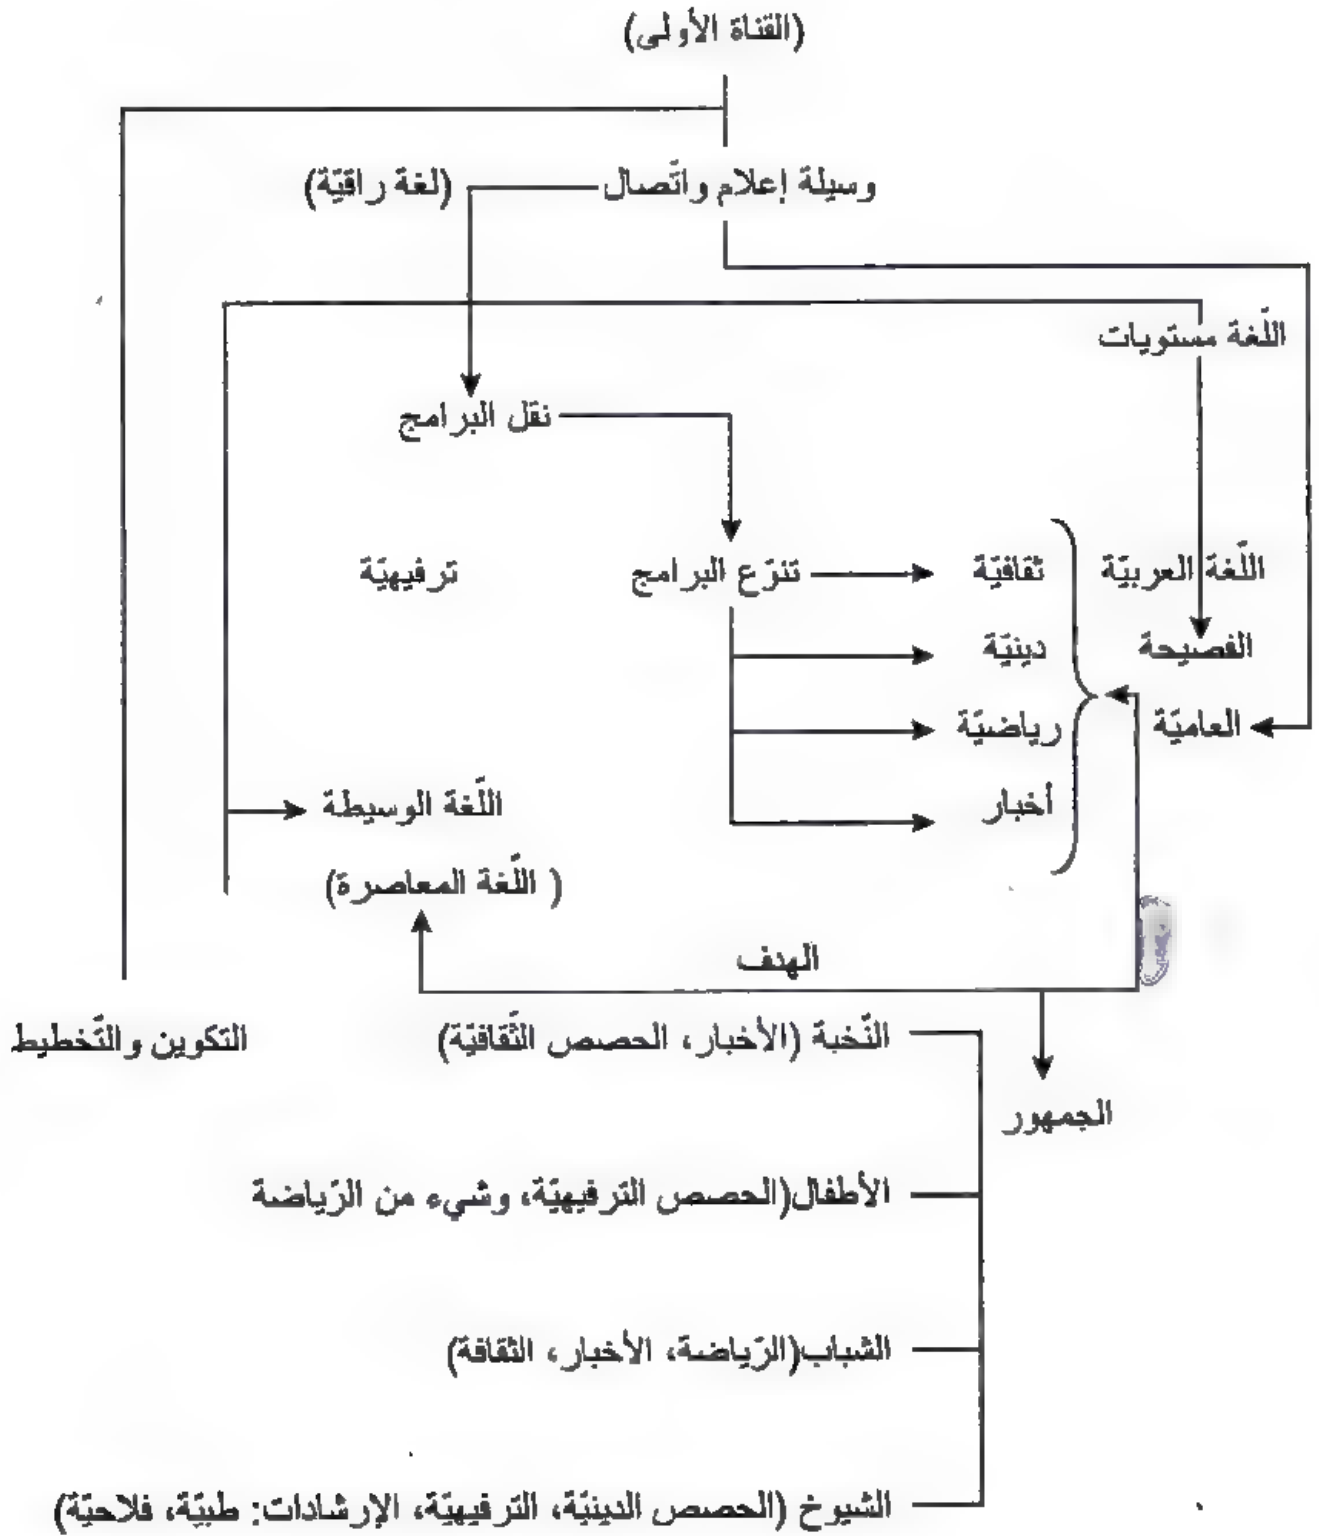 (القناة الأولى)
وسيلة إعلام واتّصال (لغة راقيّة)
اللّغة مستويات
نقل البرامج
اللّغة العربيّة ثقافيّة تنوّع البرامج ترفيهيّة
الفصيحة دينيّة
العاميّة رياضيّة
أخبار اللّغة الوسيطة
( اللّغة المعاصرة)
الهدف
النّخبة (الأخبار، الحصص الثّقافيّة) التكوين والتّخطيط
الجمهور
الأطفال(الحصص الترفيهيّة، وشيء من الرّياضة
الشباب(الرّياضة، الأخبار، الثقافة)
الشيوخ (الحصص الدينيّة، الترفيهيّة، الإرشادات: طبيّة، فلاحيّة)